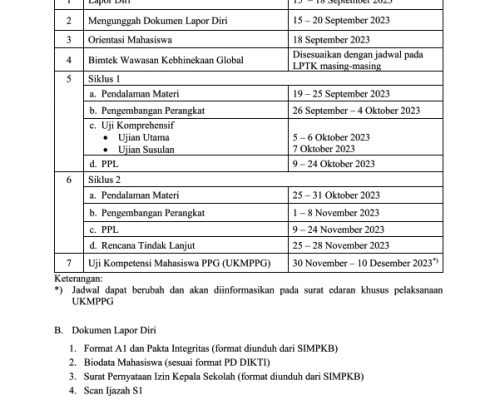 1 Lapor Diri 15 – 18 September 2023
2 Mengunggah Dokumen Lapor Diri 15 – 20 September 2023
3 Orientasi Mahasiswa 18 September 2023
4 Bimtek Wawasan Kebhinekaan Global Disesuaikan dengan jadwal pada
LPTK masing-masing
5 Siklus 1
a. Pendalaman Materi 19 – 25 September 2023
b. Pengembangan Perangkat 26 September – 4 Oktober 2023
c. Uji Komprehensif
• Ujian Utama 5 – 6 Oktober 2023
• Ujian Susulan 7 Oktober 2023
d. PPL 9 – 24 Oktober 2023
6 Siklus 2
a. Pendalaman Materi 25 – 31 Oktober 2023
b. Pengembangan Perangkat 1 – 8 November 2023
c. PPL 9 – 24 November 2023
d. Rencana Tindak Lanjut 25 – 28 November 2023
7 Uji Kompetensi Mahasiswa PPG (UKMPPG) 30 November – 10 Desember 2023*)
Keterangan:
*) Jadwal dapat berubah dan akan diinformasikan pada surat edaran khusus pelaksanaan
UKMPPG
B. Dokumen Lapor Diri
1. Format A1 dan Pakta Integritas (format diunduh dari SIMPKB)
2. Biodata Mahasiswa (sesuai format PD DIKTI)
3. Surat Pernyataan Izin Kepala Sekolah (format diunduh dari SIMPKB)
4. Scan Ijazah S1